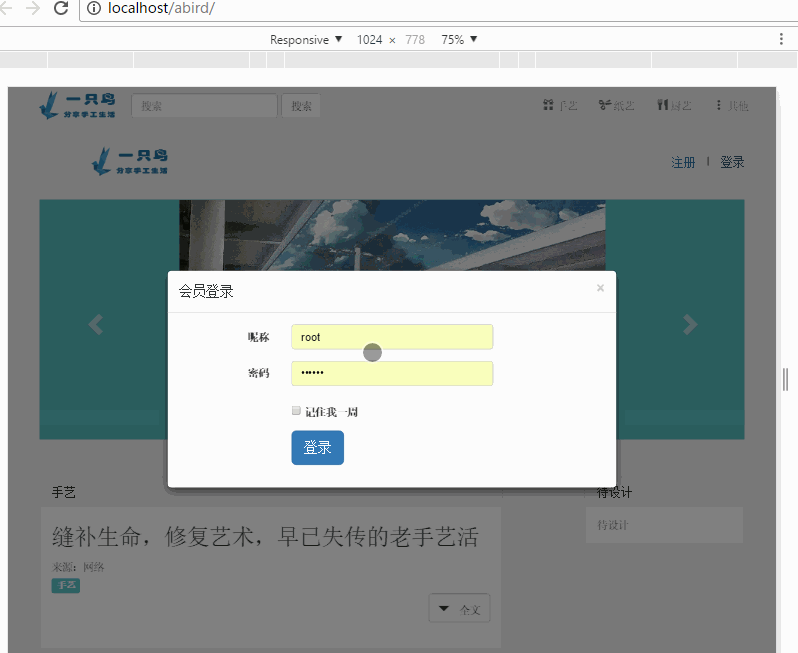 localhost/abird/
Responsive ▼ 1024 × 778 75% ▼
一只鸟
分享手工生活
搜索
搜索
手艺
纸艺
厨艺
其他
一只鸟
分享手工生活
注册 | 登录
会员登录 ×
昵称 root
密码 ••••••
记住我一周
登录
手艺
待设计
缝补生命，修复艺术，早已失传的老手艺活
待设计
来源：网络
手艺
全文